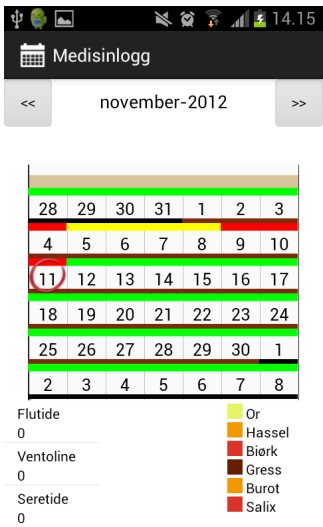 14.15
Medisinlogg
<< november-2012 >>
28 29 30 31 1 2 3
4 5 6 7 8 9 10
11 12 13 14 15 16 17
18 19 20 21 22 23 24
25 26 27 28 29 30 1
2 3 4 5 6 7 8
Flutide
0
Ventoline
0
Seretide
0
Or
Hassel
Biørk
Gress
Burot
Salix